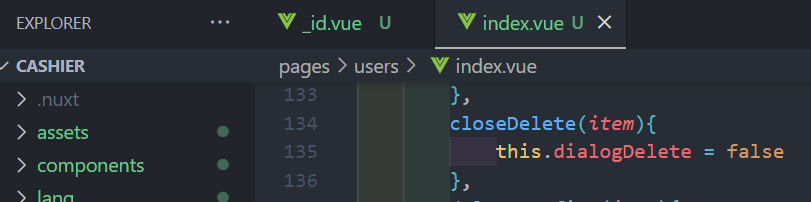 EXPLORER ...
_id.vue U
index.vue U
CASHIER
pages > users > index.vue
.nuxt
assets
components
lang
133 },
134 closeDelete(item){
135 this.dialogDelete = false
136 },